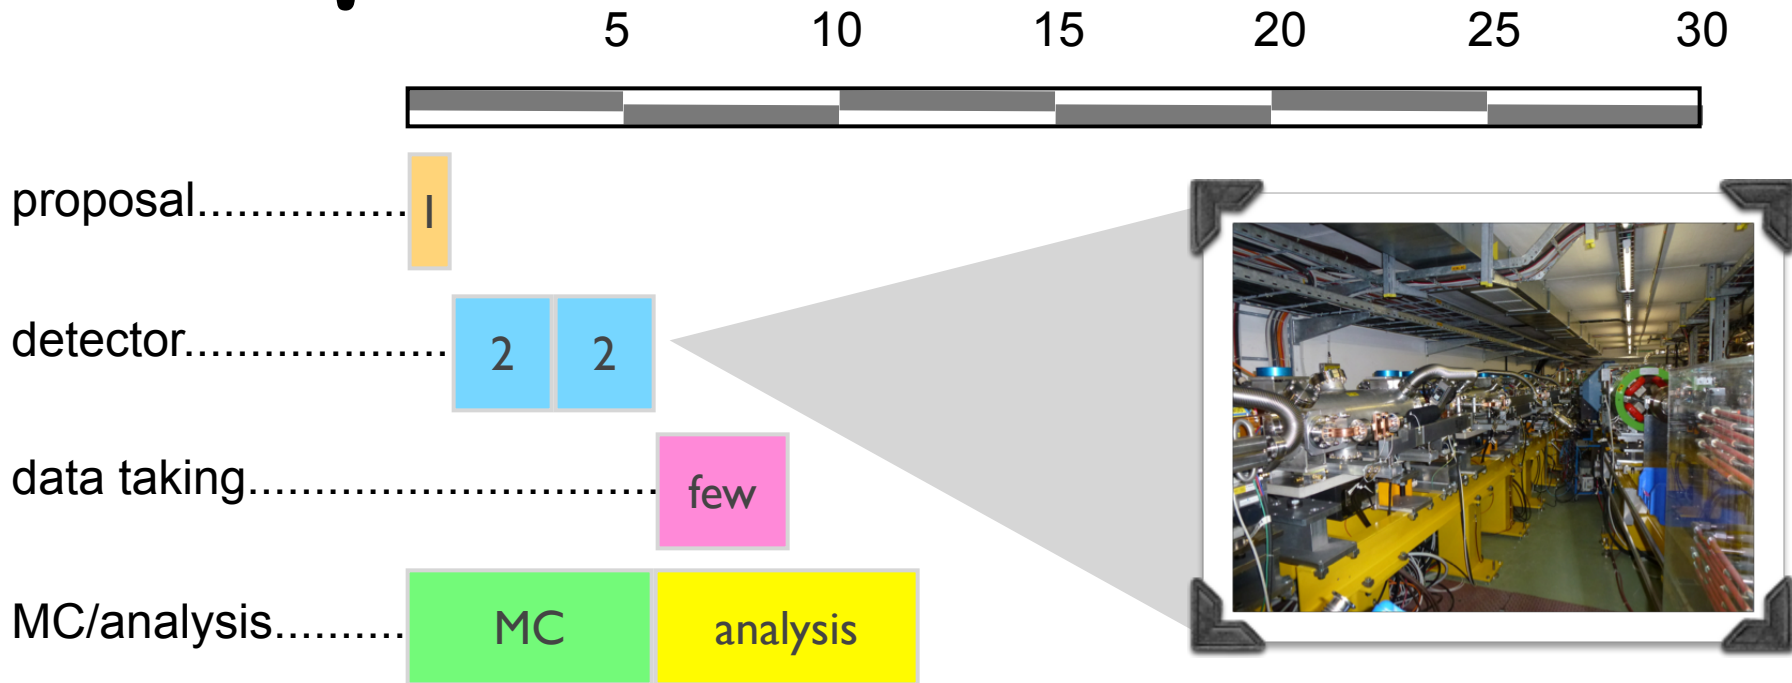 5 10 15 20 25 30
proposal................ 1
detector.................... 2 2
data taking............................... few
MC/analysis.......... MC analysis